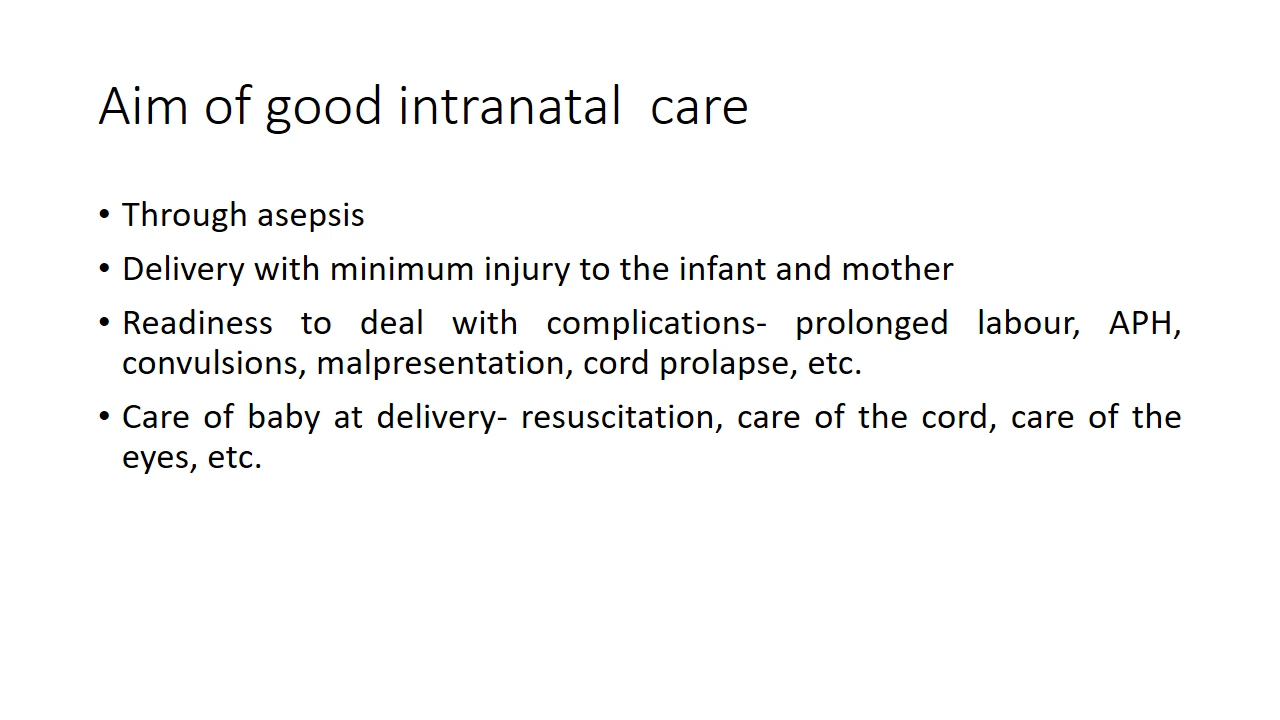 Aim of good intranatal  care
• Through asepsis
• Delivery with minimum injury to the infant and mother
• Readiness to deal with complications- prolonged labour, APH,
convulsions, malpresentation, cord prolapse, etc.
• Care of baby at delivery- resuscitation, care of the cord, care of the
eyes, etc.